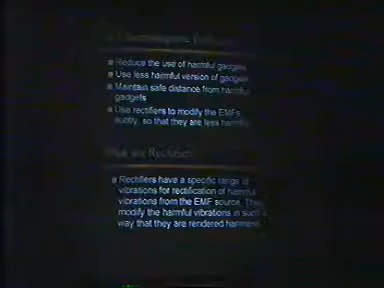 Reduce the use of harmful gadgets
Use less harmful version of gadgets
Maintain safe distance from harmful
gadgets
Use rectifiers to modify the EMFs
subtly, so that they are less harmful
What are Rectifiers
Rectifiers have a specific range of
vibrations for rectification of harmful
vibrations from the EMF source. They
modify the harmful vibrations in such a
way that they are rendered harmless